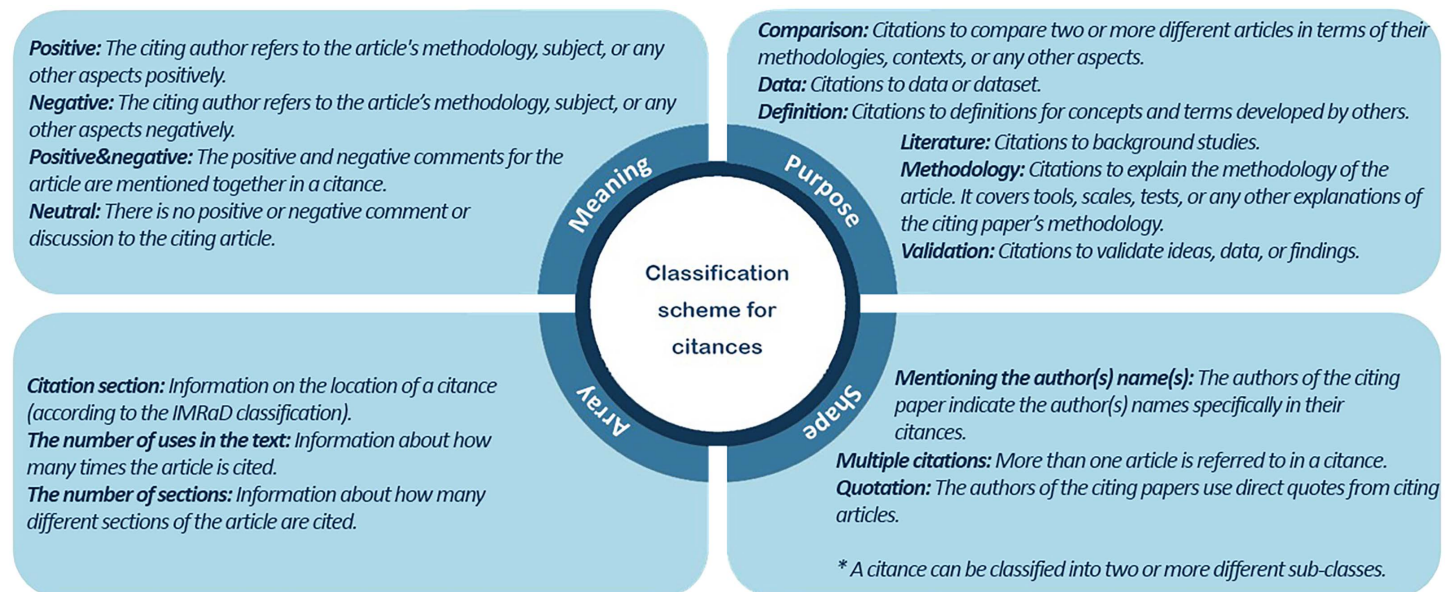 Positive: The citing author refers to the article's methodology, subject, or any
other aspects positively.
Negative: The citing author refers to the article’s methodology, subject, or any
other aspects negatively.
Positive&negative: The positive and negative comments for the
article are mentioned together in a citance.
Neutral: There is no positive or negative comment or
discussion to the citing article.
Meaning
Comparison: Citations to compare two or more different articles in terms of their
methodologies, contexts, or any other aspects.
Data: Citations to data or dataset.
Definition: Citations to definitions for concepts and terms developed by others.
Literature: Citations to background studies.
Methodology: Citations to explain the methodology of the
article. It covers tools, scales, tests, or any other explanations of
the citing paper’s methodology.
Validation: Citations to validate ideas, data, or findings.
Purpose
Classification
scheme for
citances
Citation section: Information on the location of a citance
(according to the IMRaD classification).
The number of uses in the text: Information about how
many times the article is cited.
The number of sections: Information about how many
different sections of the article are cited.
Array
Mentioning the author(s) name(s): The authors of the citing
paper indicate the author(s) names specifically in their
citances.
Multiple citations: More than one article is referred to in a citance.
Quotation: The authors of the citing papers use direct quotes from citing
articles.
Shape
* A citance can be classified into two or more different sub-classes.